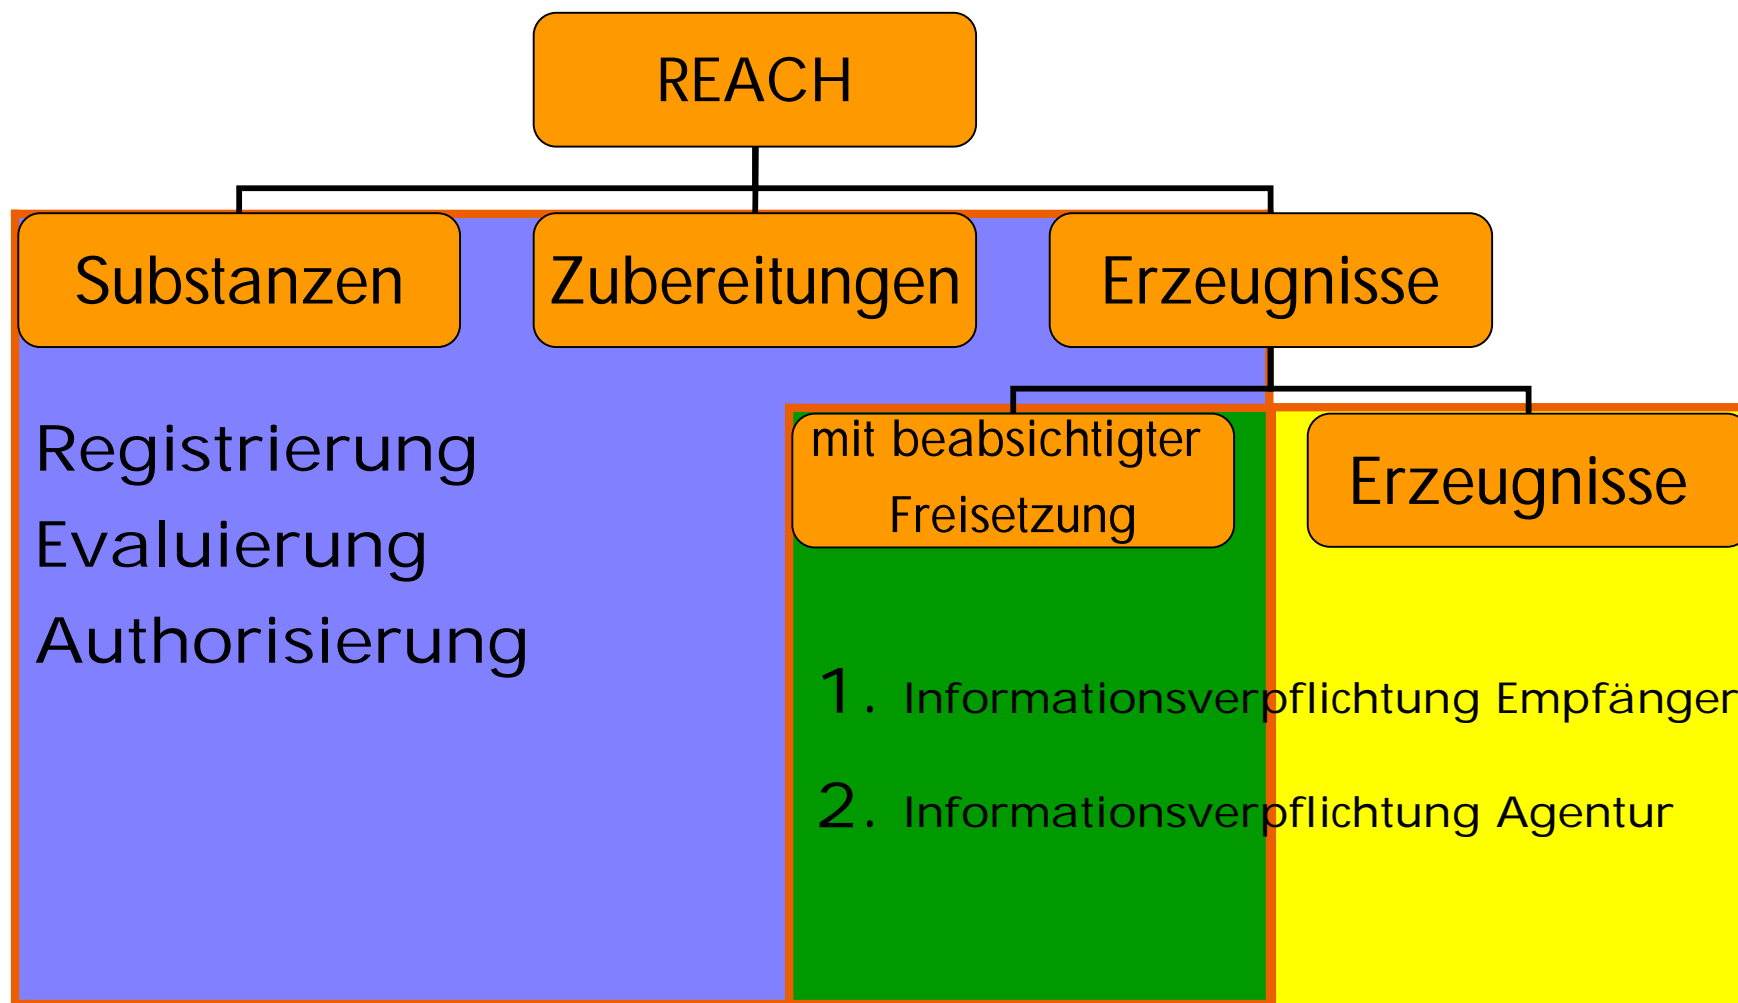 REACH
Substanzen
Zubereitungen
Erzeugnisse
Registrierung
Evaluierung
Authorisierung
mit beabsichtigter
Freisetzung
Erzeugnisse
1. Informationsverpflichtung Empfänger
2. Informationsverpflichtung Agentur